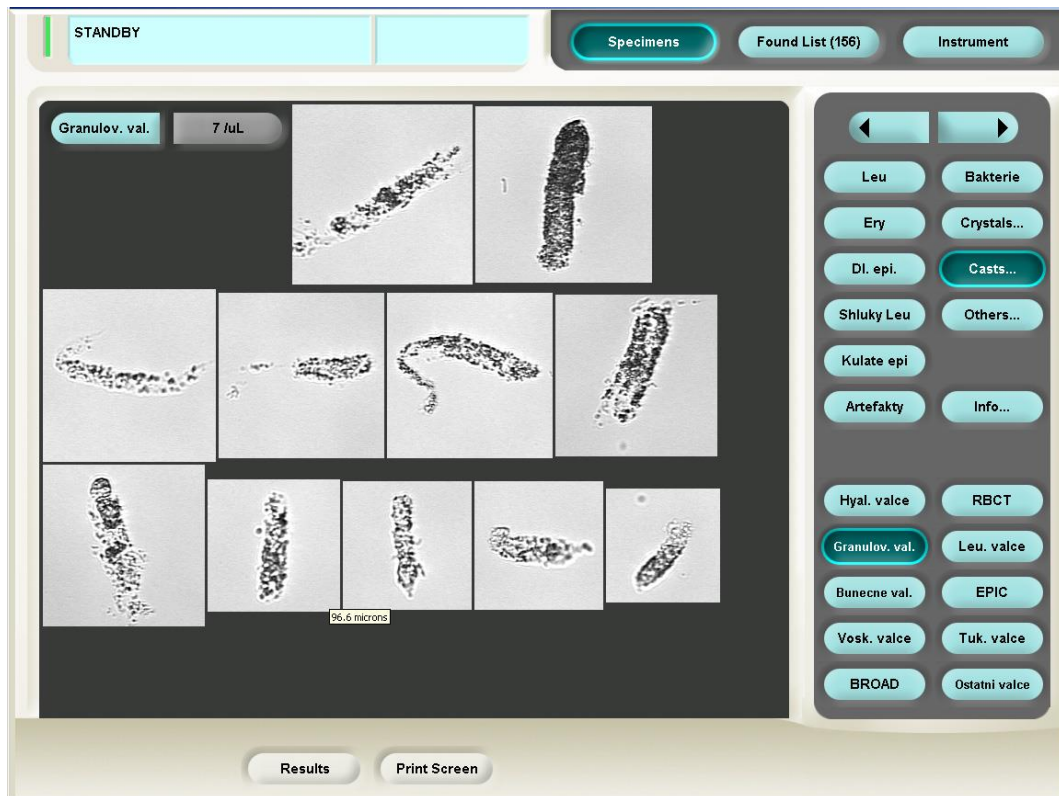 STANDBY
Specimens
Found List (156)
Instrument
Granulov. val.
7 /uL
Leu
Bakterie
Ery
Crystals...
Dl. epi.
Casts...
Shluky Leu
Others...
Kulate epi
Artefakty
Info...
Hyal. valce
RBCT
Granulov. val.
Leu. valce
Bunecne val.
EPIC
96.6 microns
Vosk. valce
Tuk. valce
BROAD
Ostatni valce
Results
Print Screen